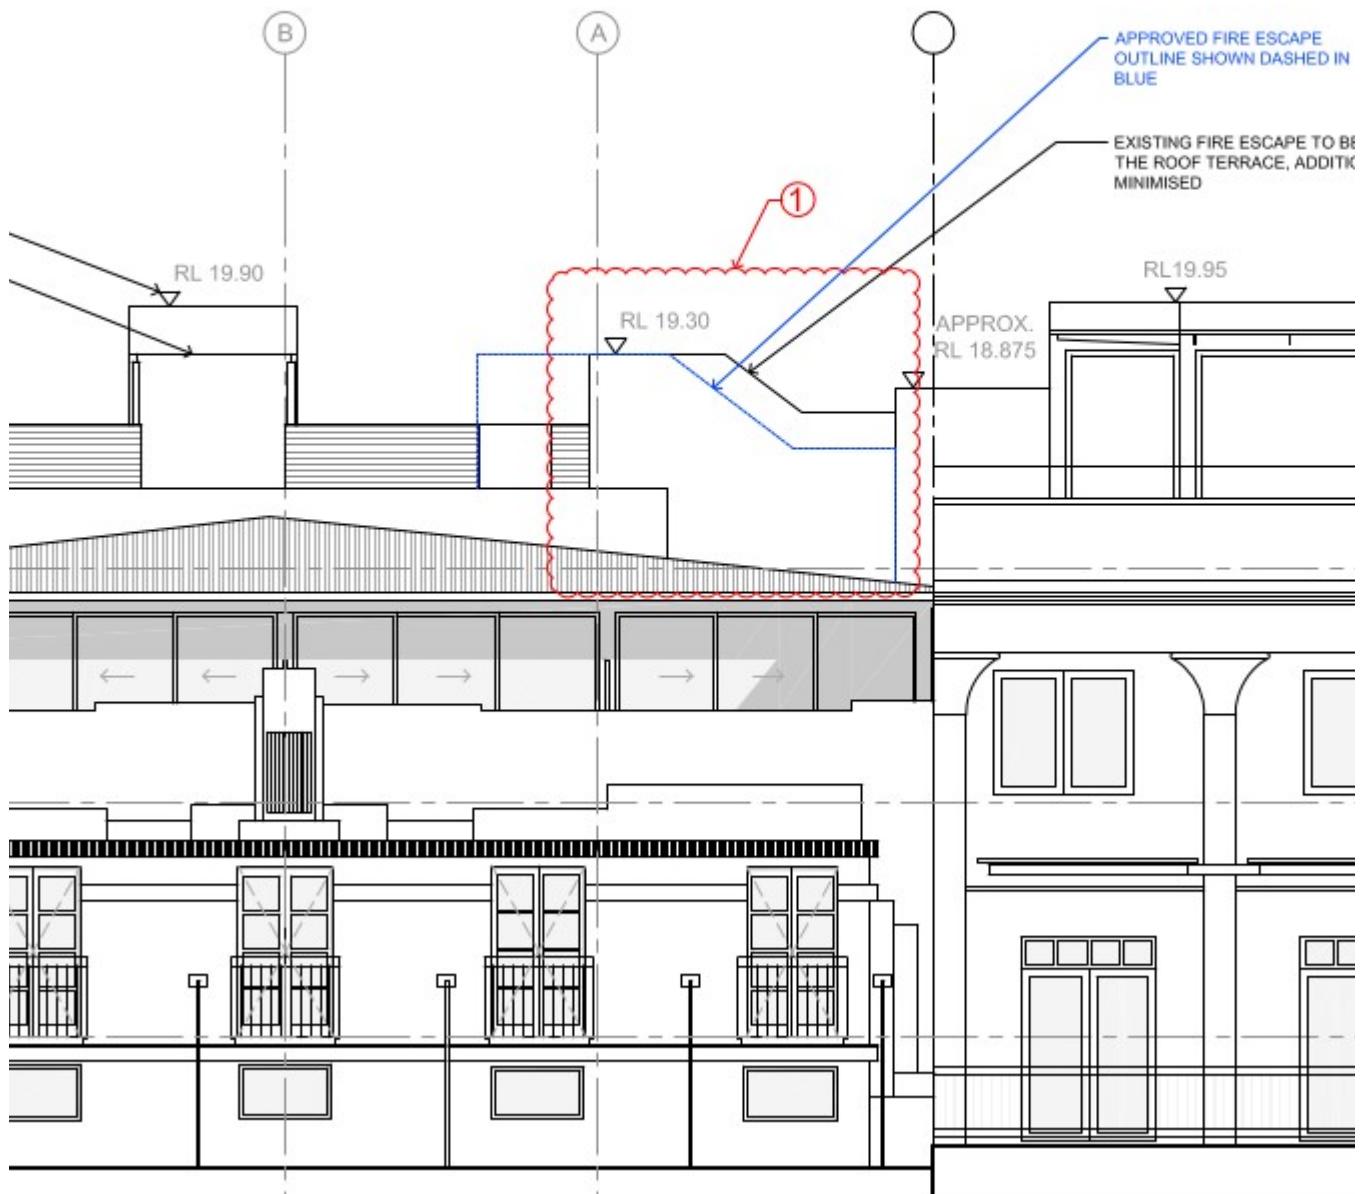 B
A
APPROVED FIRE ESCAPE
OUTLINE SHOWN DASHED IN
BLUE
EXISTING FIRE ESCAPE TO BE
THE ROOF TERRACE, ADDITIO
MINIMISED
1
RL 19.90
RL 19.30
APPROX.
RL 18.875
RL19.95